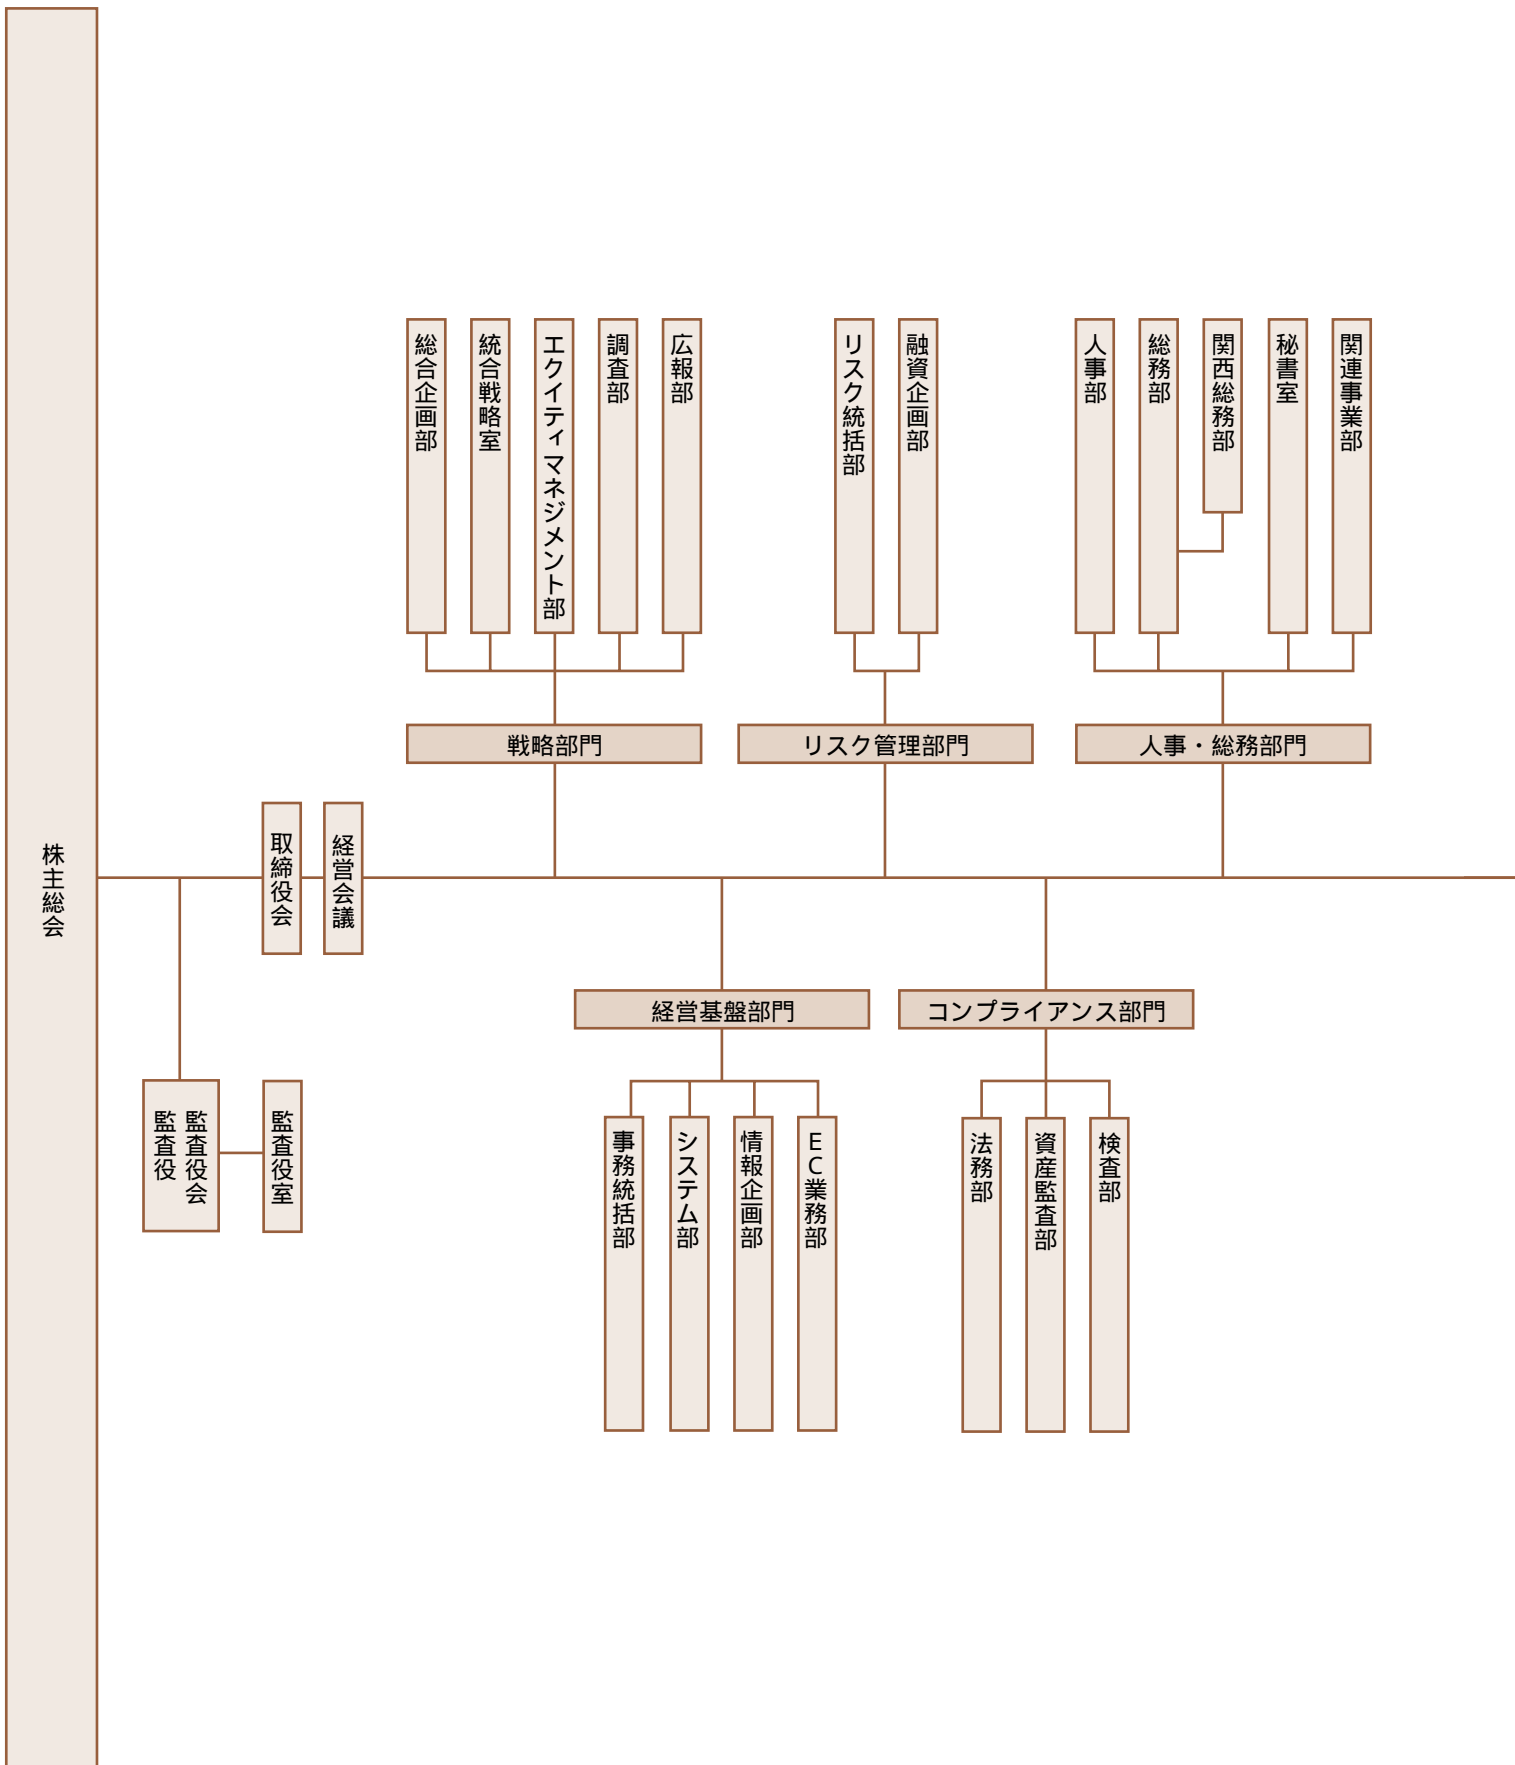 株主総会
取締役会
経営会議
監査役会
監査役
監査役室
総合企画部
統合戦略室
エクイティマネジメント部
調査部
広報部
戦略部門
リスク統括部
融資企画部
リスク管理部門
人事部
総務部
関西総務部
秘書室
関連事業部
人事・総務部門
経営基盤部門
事務統括部
システム部
情報企画部
EC業務部
コンプライアンス部門
法務部
資産監査部
検査部